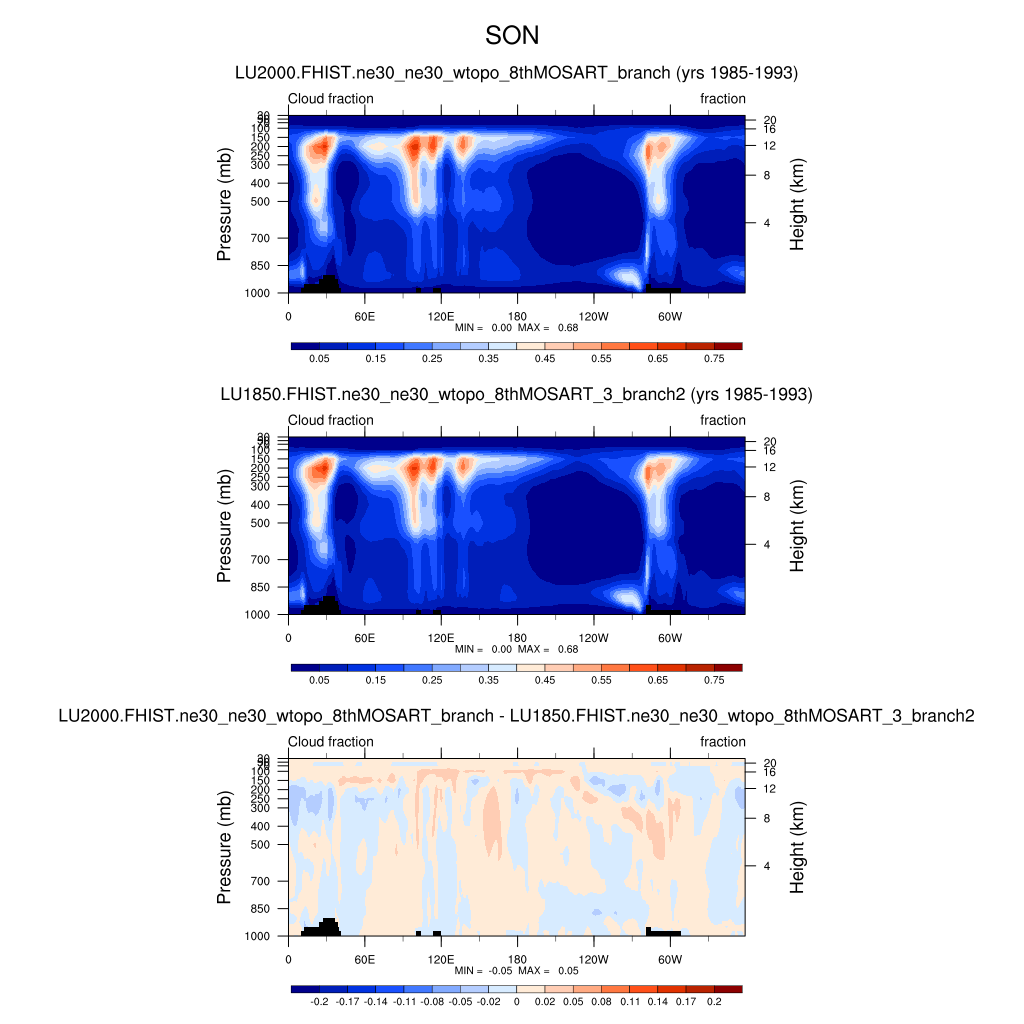 SON
LU2000.FHIST.ne30_ne30_wtopo_8thMOSART_branch (yrs 1985-1993)
Cloud fraction fraction
Pressure (mb)
100
150
200
250
300
400
500
700
850
1000
20
16
12
8
4
Height (km)
0 60E 120E 180 120W 60W
MIN = 0.00 MAX = 0.68
0.05 0.15 0.25 0.35 0.45 0.55 0.65 0.75
LU1850.FHIST.ne30_ne30_wtopo_8thMOSART_3_branch2 (yrs 1985-1993)
Cloud fraction fraction
Pressure (mb)
100
150
200
250
300
400
500
700
850
1000
20
16
12
8
4
Height (km)
0 60E 120E 180 120W 60W
MIN = 0.00 MAX = 0.68
0.05 0.15 0.25 0.35 0.45 0.55 0.65 0.75
LU2000.FHIST.ne30_ne30_wtopo_8thMOSART_branch - LU1850.FHIST.ne30_ne30_wtopo_8thMOSART_3_branch2
Cloud fraction fraction
Pressure (mb)
100
150
200
250
300
400
500
700
850
1000
20
16
12
8
4
Height (km)
0 60E 120E 180 120W 60W
MIN = -0.05 MAX = 0.05
-0.2 -0.17 -0.14 -0.11 -0.08 -0.05 -0.02 0 0.02 0.05 0.08 0.11 0.14 0.17 0.2